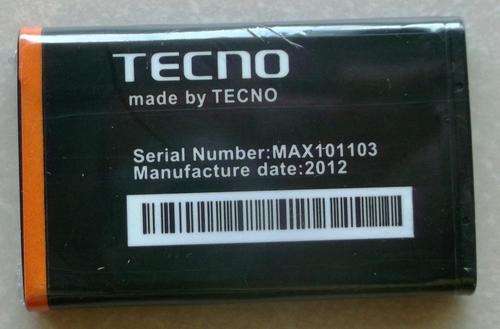 TECNO
made by TECNO
Serial Number:MAX101103
Manufacture date:2012